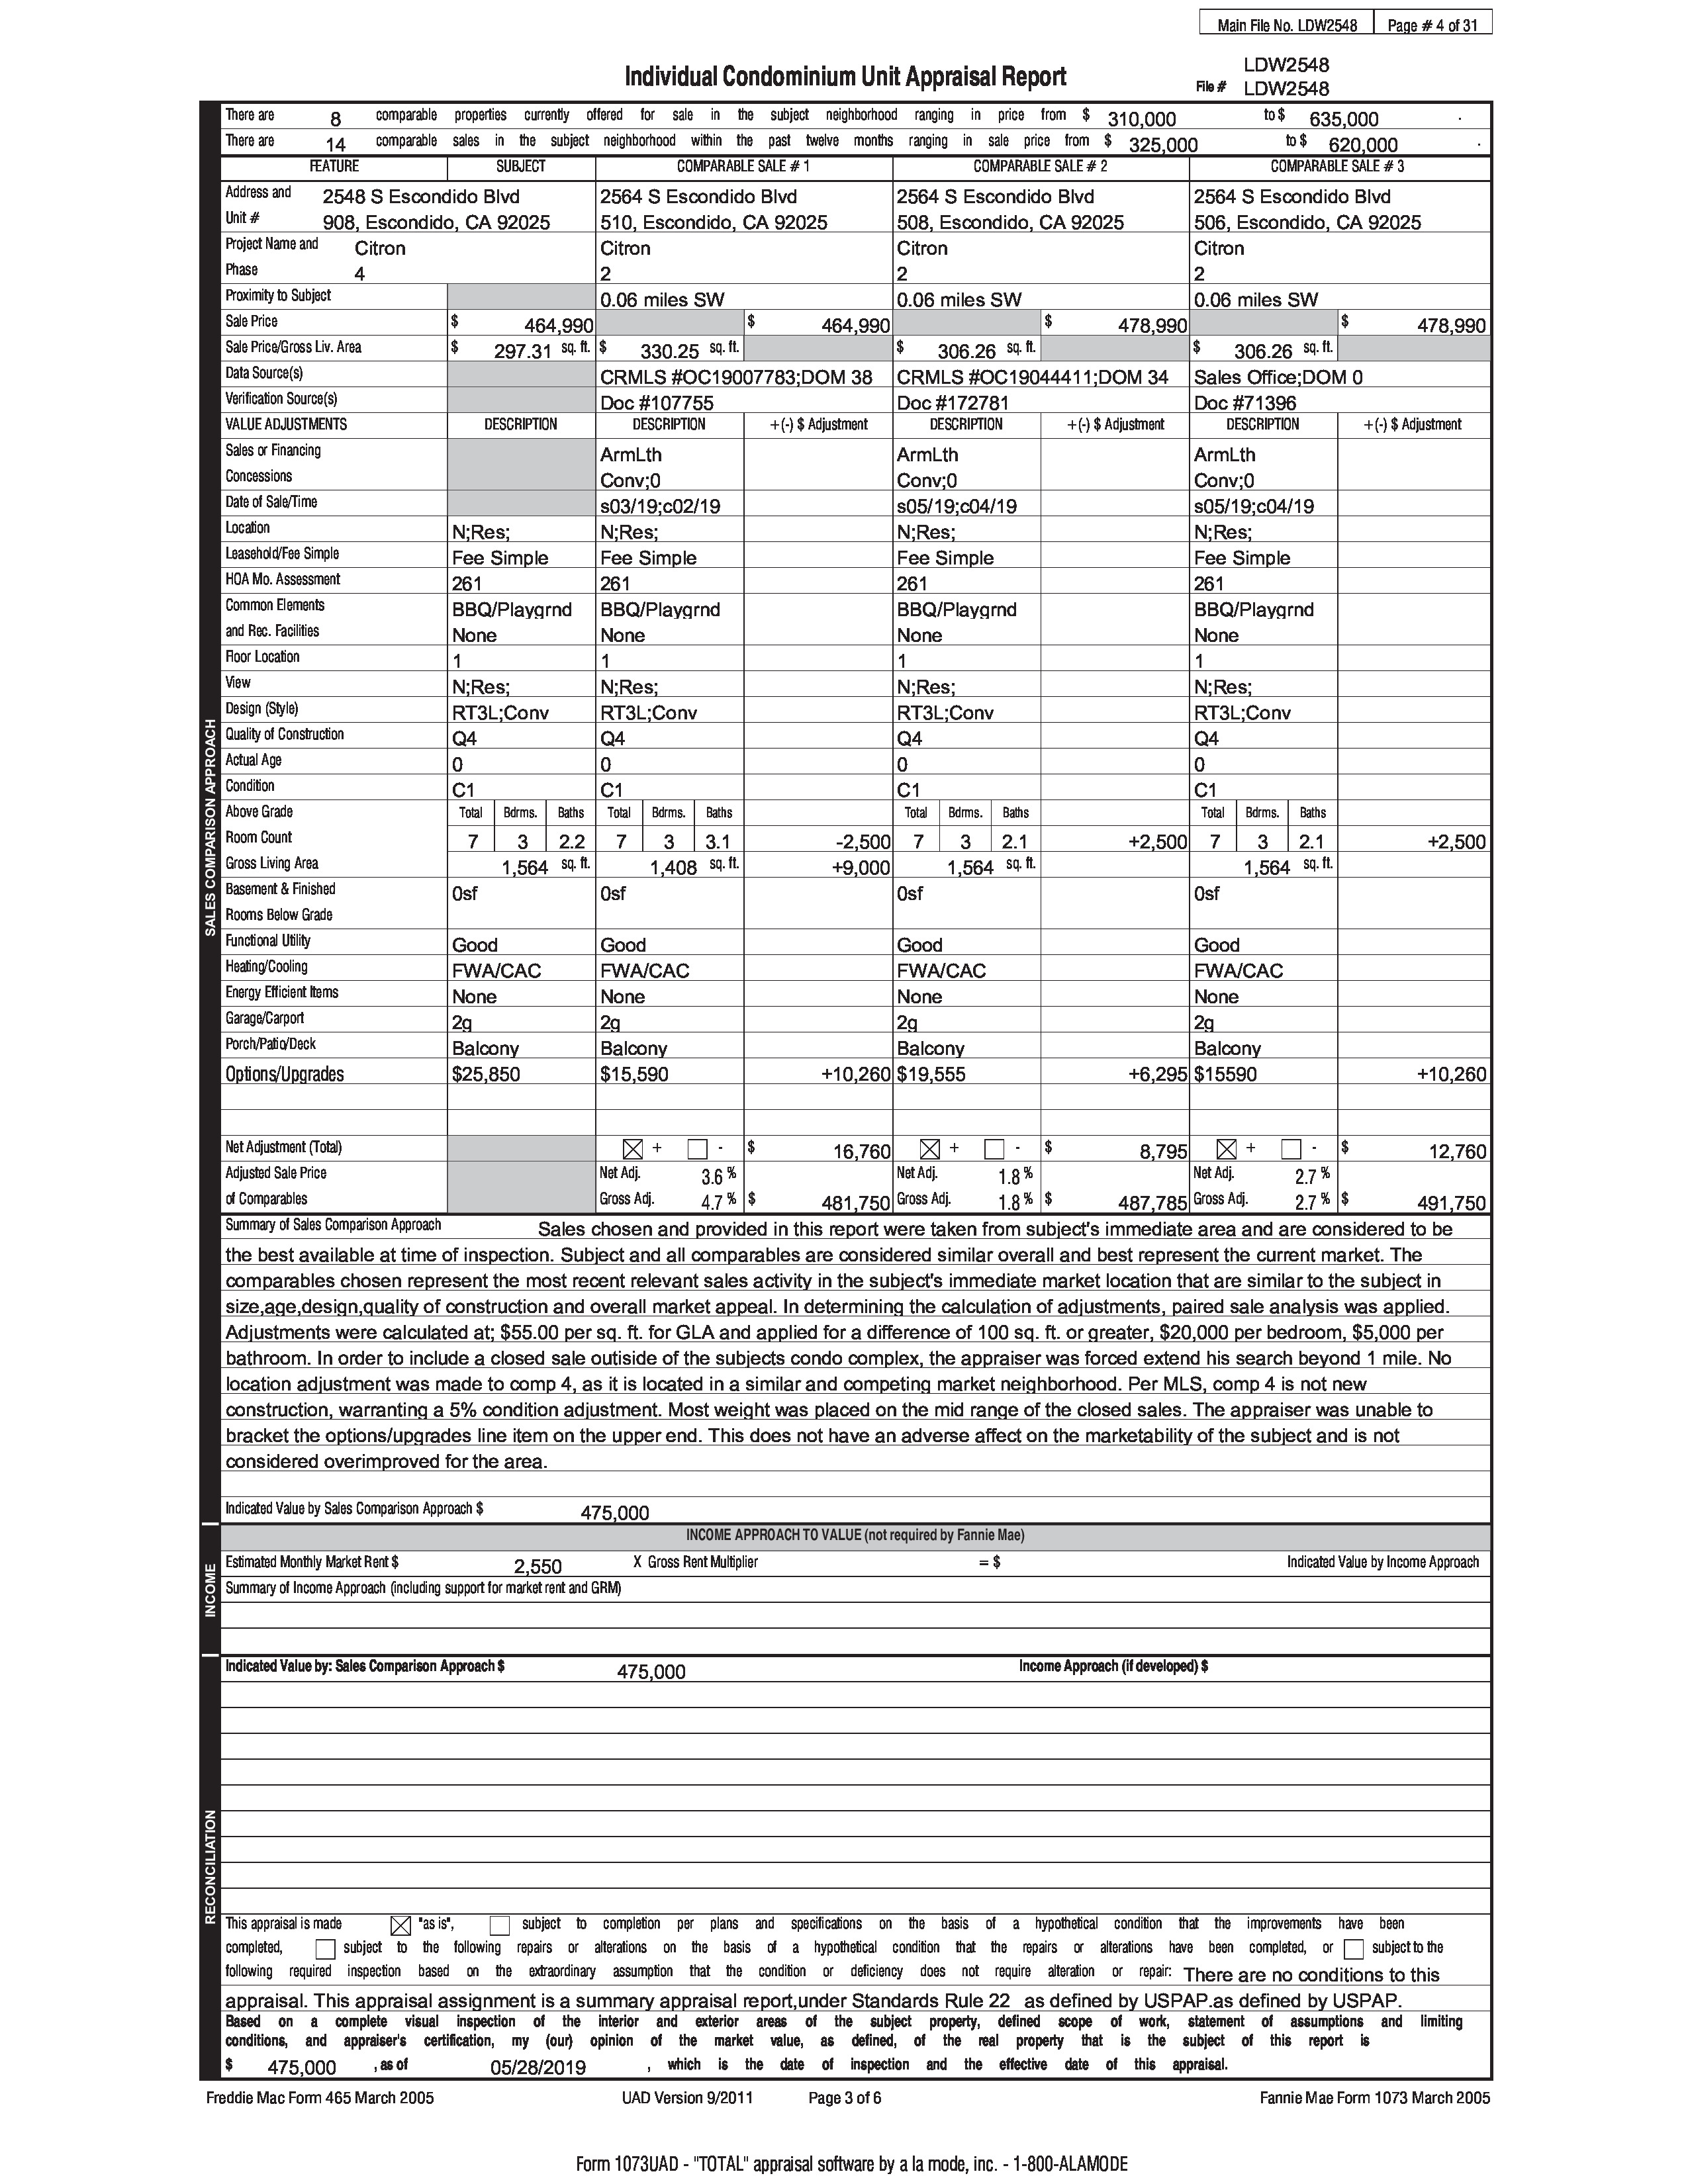 Main File No. LDW2548 Page # 4 of 31
LDW2548
Individual Condominium Unit Appraisal Report File # LDW2548
There are 8 comparable properties currently offered for sale in the subject neighborhood ranging in price from $ 310,000 to $ 635,000 .
There are 14 comparable sales in the subject neighborhood within the past twelve months ranging in sale price from $ 325,000 to $ 620,000 .
FEATURE SUBJECT COMPARABLE SALE # 1 COMPARABLE SALE # 2 COMPARABLE SALE # 3
Address and 2548 S Escondido Blvd 2564 S Escondido Blvd 2564 S Escondido Blvd 2564 S Escondido Blvd
Unit # 908, Escondido, CA 92025 510, Escondido, CA 92025 508, Escondido, CA 92025 506, Escondido, CA 92025
Project Name and Citron Citron Citron Citron
Phase 4 2 2 2
Proximity to Subject 0.06 miles SW 0.06 miles SW 0.06 miles SW
Sale Price $ 464,990 $ 464,990 $ 478,990 $ 478,990
Sale Price/Gross Liv. Area $ 297.31 sq. ft. $ 330.25 sq. ft. $ 306.26 sq. ft. $ 306.26 sq. ft.
Data Source(s) CRMLS #OC19007783;DOM 38 CRMLS #OC19044411;DOM 34 Sales Office;DOM 0
Verification Source(s) Doc #107755 Doc #172781 Doc #71396
VALUE ADJUSTMENTS DESCRIPTION DESCRIPTION +(-) $ Adjustment DESCRIPTION +(-) $ Adjustment DESCRIPTION +(-) $ Adjustment
Sales or Financing ArmLth ArmLth ArmLth
Concessions Conv;0 Conv;0 Conv;0
Date of Sale/Time s03/19;c02/19 s05/19;c04/19 s05/19;c04/19
Location N;Res; N;Res; N;Res; N;Res;
Leasehold/Fee Simple Fee Simple Fee Simple Fee Simple Fee Simple
HOA Mo. Assessment 261 261 261 261
Common Elements BBQ/Playgrnd BBQ/Playgrnd BBQ/Playgrnd BBQ/Playgrnd
and Rec. Facilities None None None None
Floor Location 1 1 1 1
View N;Res; N;Res; N;Res; N;Res;
Design (Style) RT3L;Conv RT3L;Conv RT3L;Conv RT3L;Conv
Quality of Construction Q4 Q4 Q4 Q4
Actual Age 0 0 0 0
Condition C1 C1 C1 C1
Above Grade Total Bdrms. Baths Total Bdrms. Baths Total Bdrms. Baths Total Bdrms. Baths
Room Count 7 3 2.2 7 3 3.1 -2,500 7 3 2.1 +2,500 7 3 2.1 +2,500
Gross Living Area 1,564 sq. ft. 1,408 sq. ft. +9,000 1,564 sq. ft. 1,564 sq. ft.
Basement & Finished 0sf 0sf 0sf 0sf
Rooms Below Grade
Functional Utility Good Good Good Good
Heating/Cooling FWA/CAC FWA/CAC FWA/CAC FWA/CAC
Energy Efficient Items None None None None
Garage/Carport 2g 2g 2g 2g
Porch/Patio/Deck Balcony Balcony Balcony Balcony
Options/Upgrades $25,850 $15,590 +10,260 $19,555 +6,295 $15590 +10,260
Net Adjustment (Total) + - $ 16,760 + - $ 8,795 + - $ 12,760
Adjusted Sale Price Net Adj. 3.6 % Net Adj. 1.8 % Net Adj. 2.7 %
of Comparables Gross Adj. 4.7 % $ 481,750 Gross Adj. 1.8 % $ 487,785 Gross Adj. 2.7 % $ 491,750
SALES COMPARISON APPROACH
Summary of Sales Comparison Approach Sales chosen and provided in this report were taken from subject's immediate area and are considered to be
the best available at time of inspection. Subject and all comparables are considered similar overall and best represent the current market. The
comparables chosen represent the most recent relevant sales activity in the subject's immediate market location that are similar to the subject in
size,age,design,quality of construction and overall market appeal. In determining the calculation of adjustments, paired sale analysis was applied.
Adjustments were calculated at; $55.00 per sq. ft. for GLA and applied for a difference of 100 sq. ft. or greater, $20,000 per bedroom, $5,000 per
bathroom. In order to include a closed sale outiside of the subjects condo complex, the appraiser was forced extend his search beyond 1 mile. No
location adjustment was made to comp 4, as it is located in a similar and competing market neighborhood. Per MLS, comp 4 is not new
construction, warranting a 5% condition adjustment. Most weight was placed on the mid range of the closed sales. The appraiser was unable to
bracket the options/upgrades line item on the upper end. This does not have an adverse affect on the marketability of the subject and is not
considered overimproved for the area.
Indicated Value by Sales Comparison Approach $ 475,000
INCOME APPROACH TO VALUE (not required by Fannie Mae)
Estimated Monthly Market Rent $ 2,550 X Gross Rent Multiplier = $ Indicated Value by Income Approach
Summary of Income Approach (including support for market rent and GRM)
INCOME
Indicated Value by: Sales Comparison Approach $ 475,000 Income Approach (if developed) $
RECONCILIATION
This appraisal is made "as is", subject to completion per plans and specifications on the basis of a hypothetical condition that the improvements have been
completed, subject to the following repairs or alterations on the basis of a hypothetical condition that the repairs or alterations have been completed, or subject to the
following required inspection based on the extraordinary assumption that the condition or deficiency does not require alteration or repair: There are no conditions to this
appraisal. This appraisal assignment is a summary appraisal report,under Standards Rule 22 as defined by USPAP.as defined by USPAP.
Based on a complete visual inspection of the interior and exterior areas of the subject property, defined scope of work, statement of assumptions and limiting
conditions, and appraiser's certification, my (our) opinion of the market value, as defined, of the real property that is the subject of this report is
$ 475,000 , as of 05/28/2019 , which is the date of inspection and the effective date of this appraisal.
Freddie Mac Form 465 March 2005 UAD Version 9/2011 Page 3 of 6 Fannie Mae Form 1073 March 2005
Form 1073UAD - "TOTAL" appraisal software by a la mode, inc. - 1-800-ALAMODE